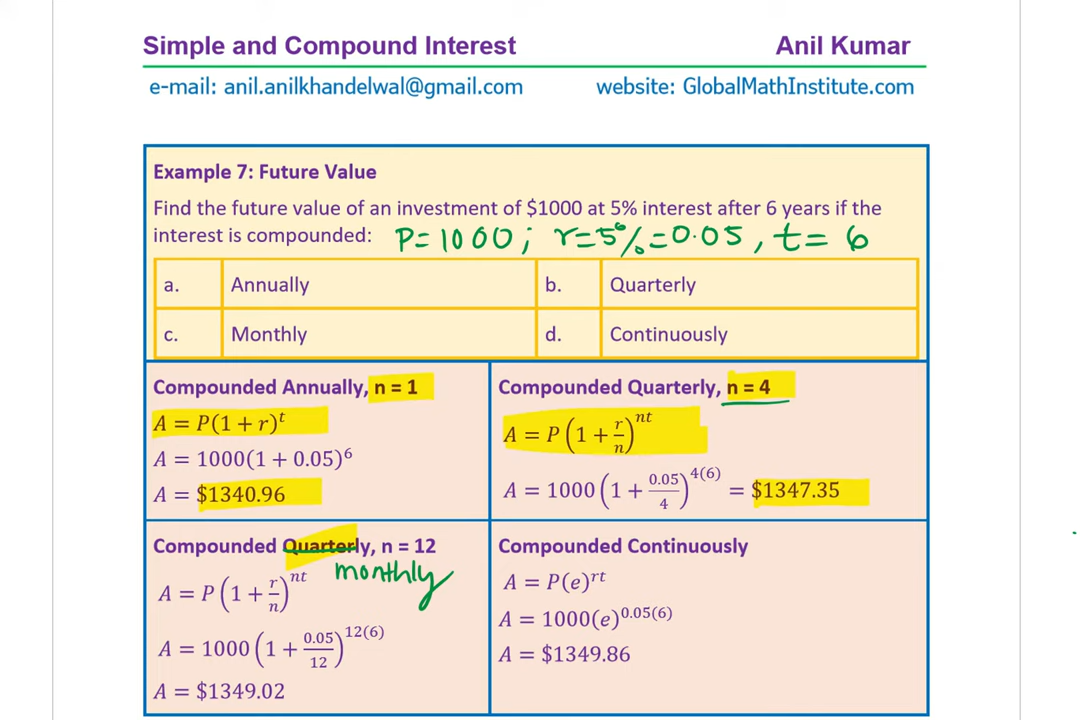 Simple and Compound Interest Anil Kumar
e-mail: anil.anilkhandelwal@gmail.com website: GlobalMathInstitute.com
Example 7: Future Value
Find the future value of an investment of $1000 at 5% interest after 6 years if the
interest is compounded: P=1000; r=5%=0.05, t=6
a. Annually b. Quarterly
c. Monthly d. Continuously
Compounded Annually, n = 1
A = P(1 + r)^t
A = 1000(1 + 0.05)^6
A = $1340.96
Compounded Quarterly, n = 4
A = P(1 + r/n)^nt
A = 1000(1 + 0.05/4)^4(6) = $1347.35
Compounded Quarterly, n = 12
monthly
A = P(1 + r/n)^nt
A = 1000(1 + 0.05/12)^12(6)
A = $1349.02
Compounded Continuously
A = P(e)^rt
A = 1000(e)^0.05(6)
A = $1349.86